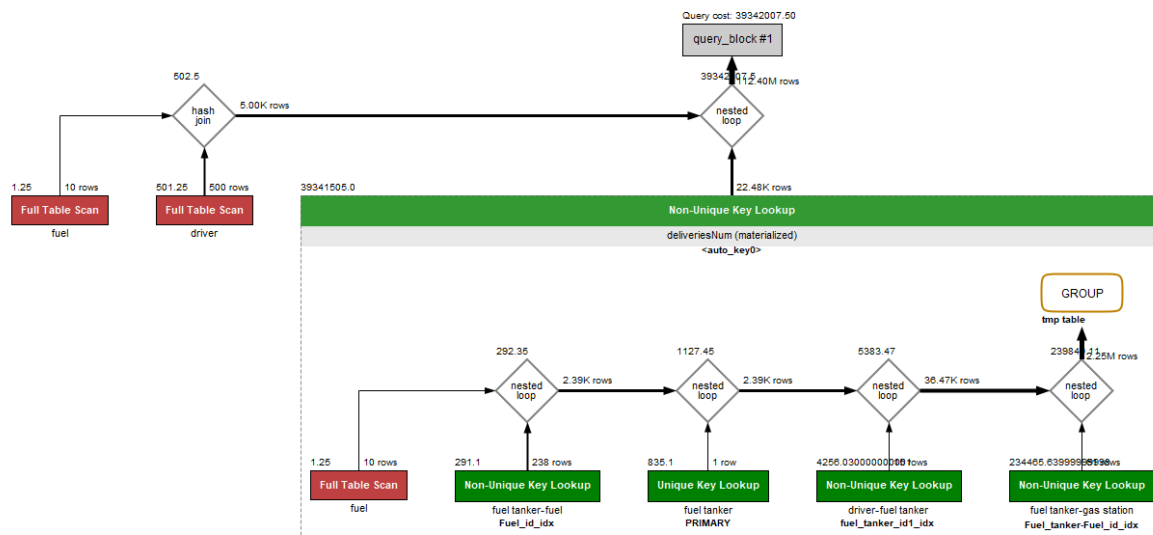 Query cost: 39342007.50
query_block #1
502.5
112.40M rows
hash
join
5.00K rows
nested
loop
1.25
10 rows
501.25
500 rows
39341505.0
22.48K rows
Full Table Scan
Full Table Scan
Non-Unique Key Lookup
fuel
driver
deliveriesNum (materialized)
<auto_key0>
GROUP
tmp table
292.35
1127.45
5383.47
2.25M rows
nested
loop
2.39K rows
nested
loop
2.39K rows
nested
loop
36.47K rows
nested
loop
1.25
10 rows
291.1
238 rows
835.1
1 row
Full Table Scan
Non-Unique Key Lookup
Unique Key Lookup
Non-Unique Key Lookup
Non-Unique Key Lookup
fuel
fuel tanker-fuel
fuel tanker
driver-fuel tanker
fuel tanker-gas station
Fuel_id_idx
PRIMARY
fuel_tanker_id1_idx
Fuel_tanker-Fuel_id_idx